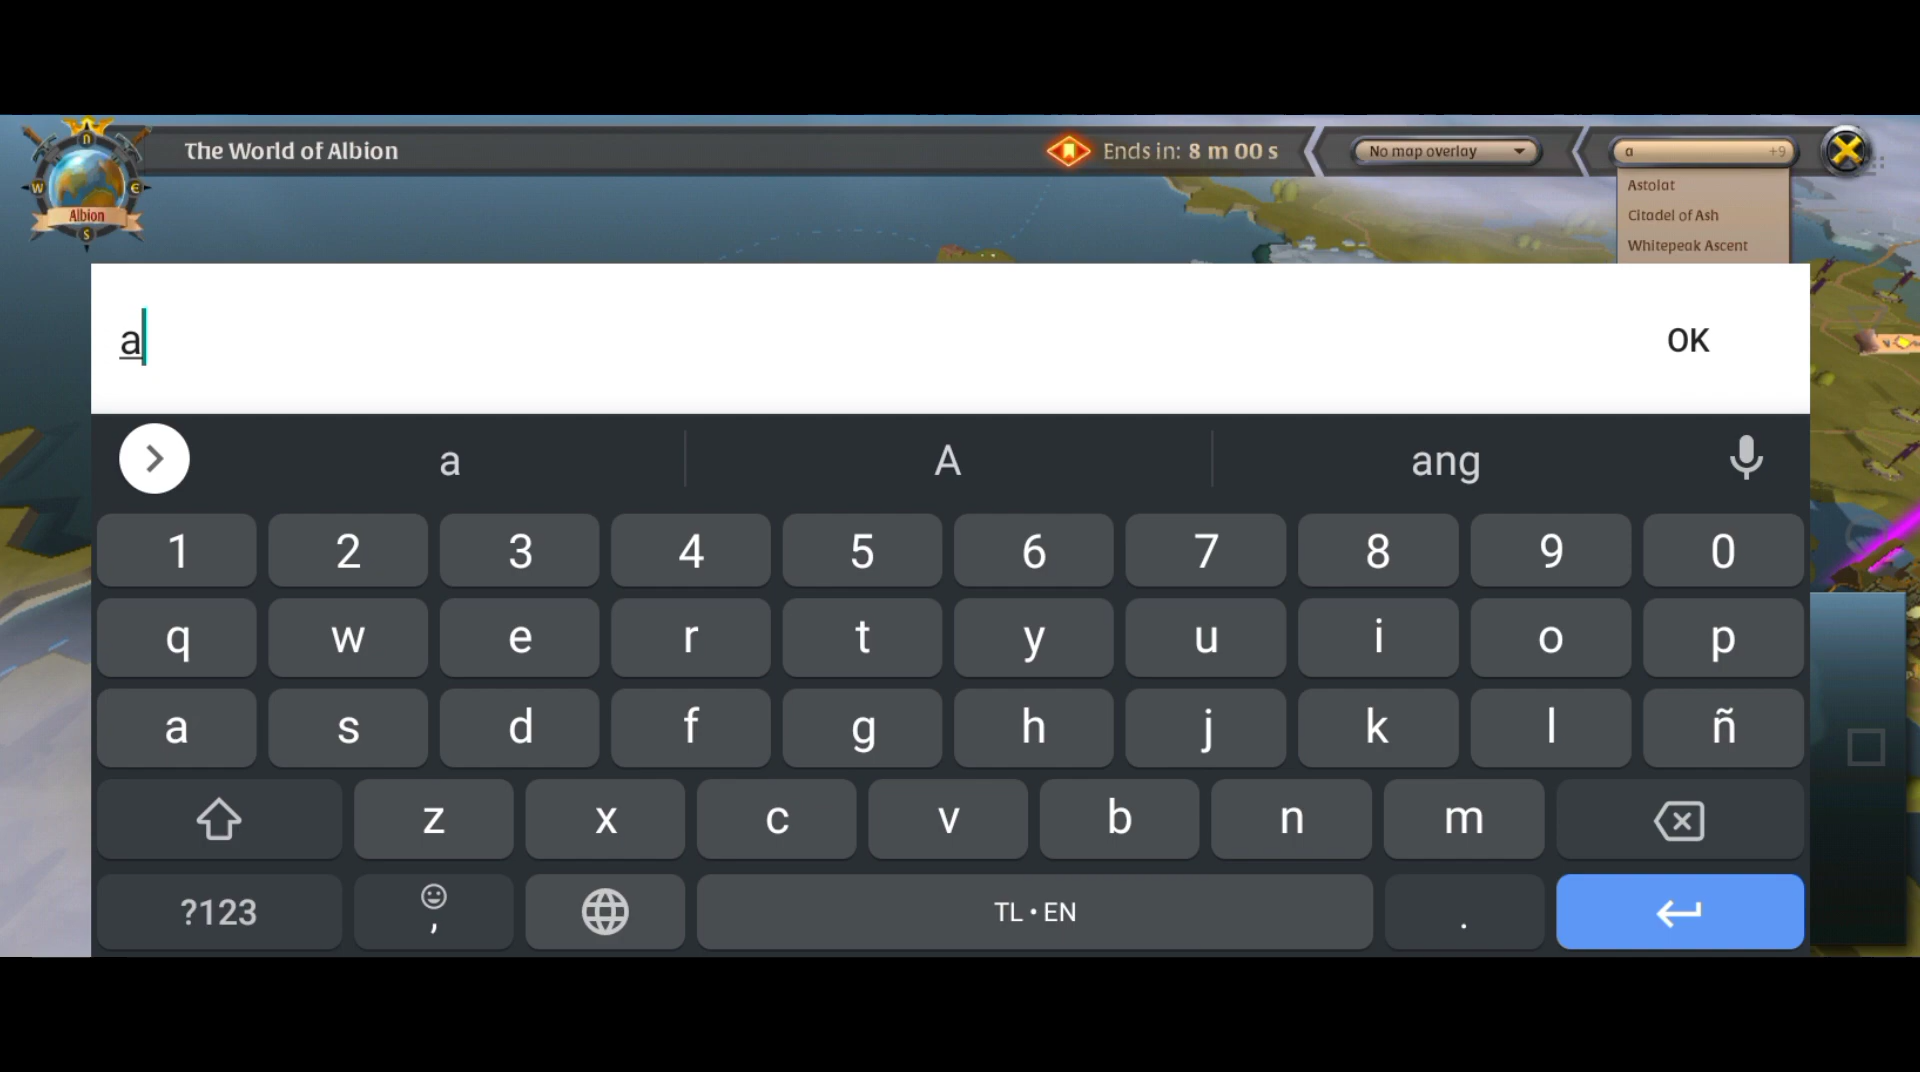 The World of Albion
Ends in: 8 m 00 s
No map overlay
a
+9
N
W
E
Albion
S
Astolat
Citadel of Ash
Whitepeak Ascent
a
OK
a
A
ang
1 2 3 4 5 6 7 8 9 0
q w e r t y u i o p
a s d f g h j k l ñ
z x c v b n m
?123
,
TL • EN
.